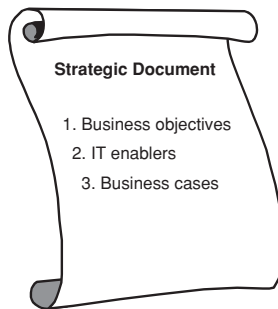 Strategic Document
1. Business objectives
2. IT enablers
3. Business cases